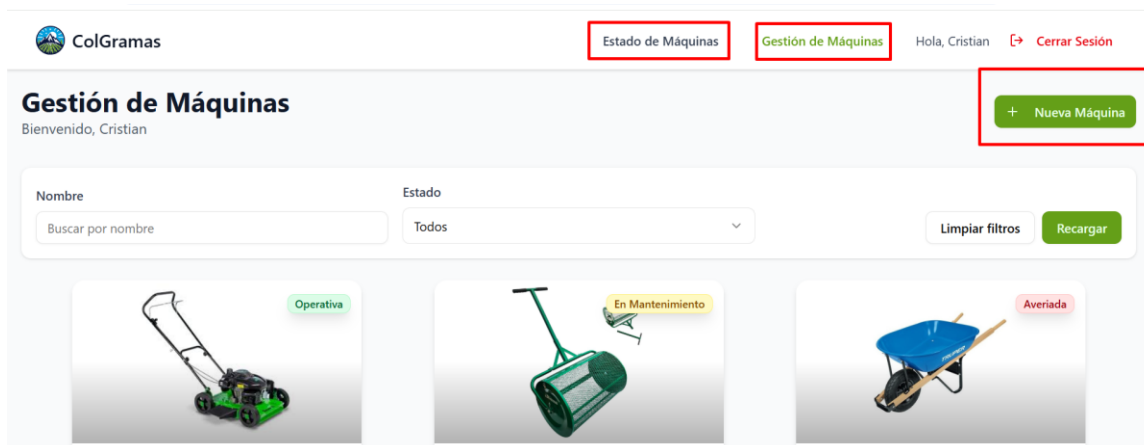 ColGramas Estado de Máquinas Gestión de Máquinas Hola, Cristian Cerrar Sesión
Gestión de Máquinas
Bienvenido, Cristian
+ Nueva Máquina
Nombre
Estado
Buscar por nombre
Todos
Limpiar filtros
Recargar
Operativa
En Mantenimiento
Averiada
TRUPER